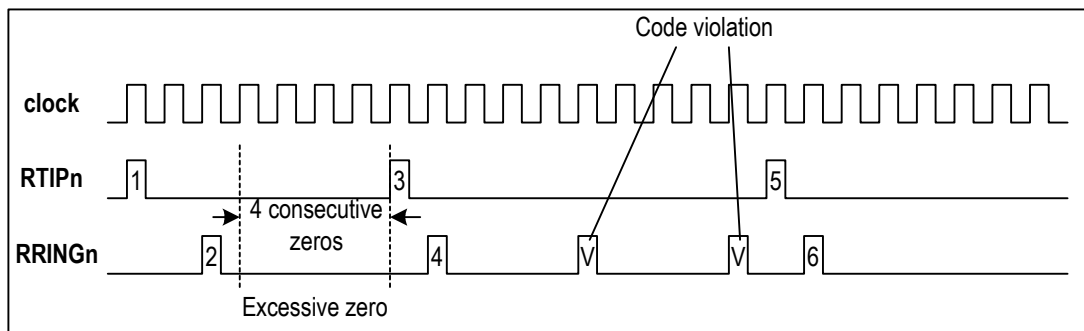 Code violation
clock
RTIPn
1
3
5
4 consecutive
zeros
RRINGn
2
4
V
V
6
Excessive zero